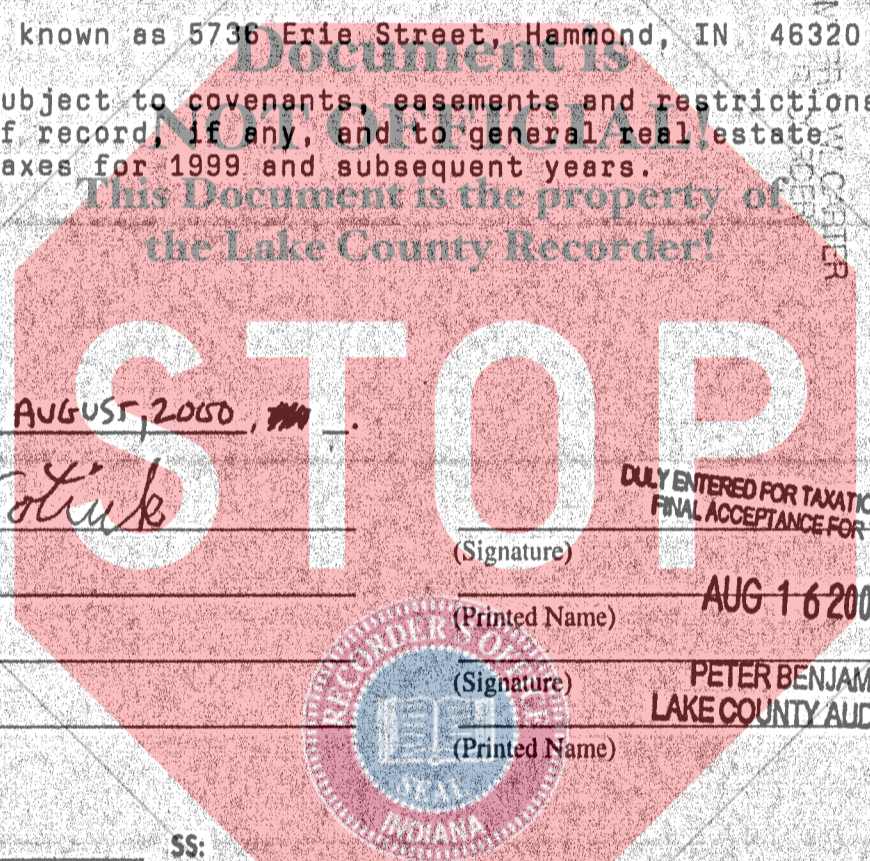 known as 5736 Erie Street, Hammond, IN 46320
Document is
ubject to covenants, easements and restrictions
f record, if any, and to general real estate
NOT OFFICIAL!
axes for 1999 and subsequent years.
This Document is the property of
the Lake County Recorder!
CARTER
STOP
AUGUST, 2000, .
DULY ENTERED FOR TAXATIO
FINAL ACCEPTANCE FOR
(Signature)
AUG 16 200
(Printed Name)
RECORDER'S OFFICE
(Signature)
PETER BENJAM
LAKE COUNTY AUD
(Printed Name)
SEAL
INDIANA
SS: